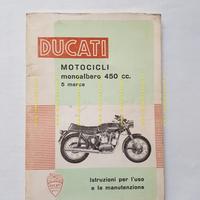 DUCATI
MOTOCICLI
monoalbero 450 cc.
5 marce
Istruzioni per l'uso
e la manutenzione